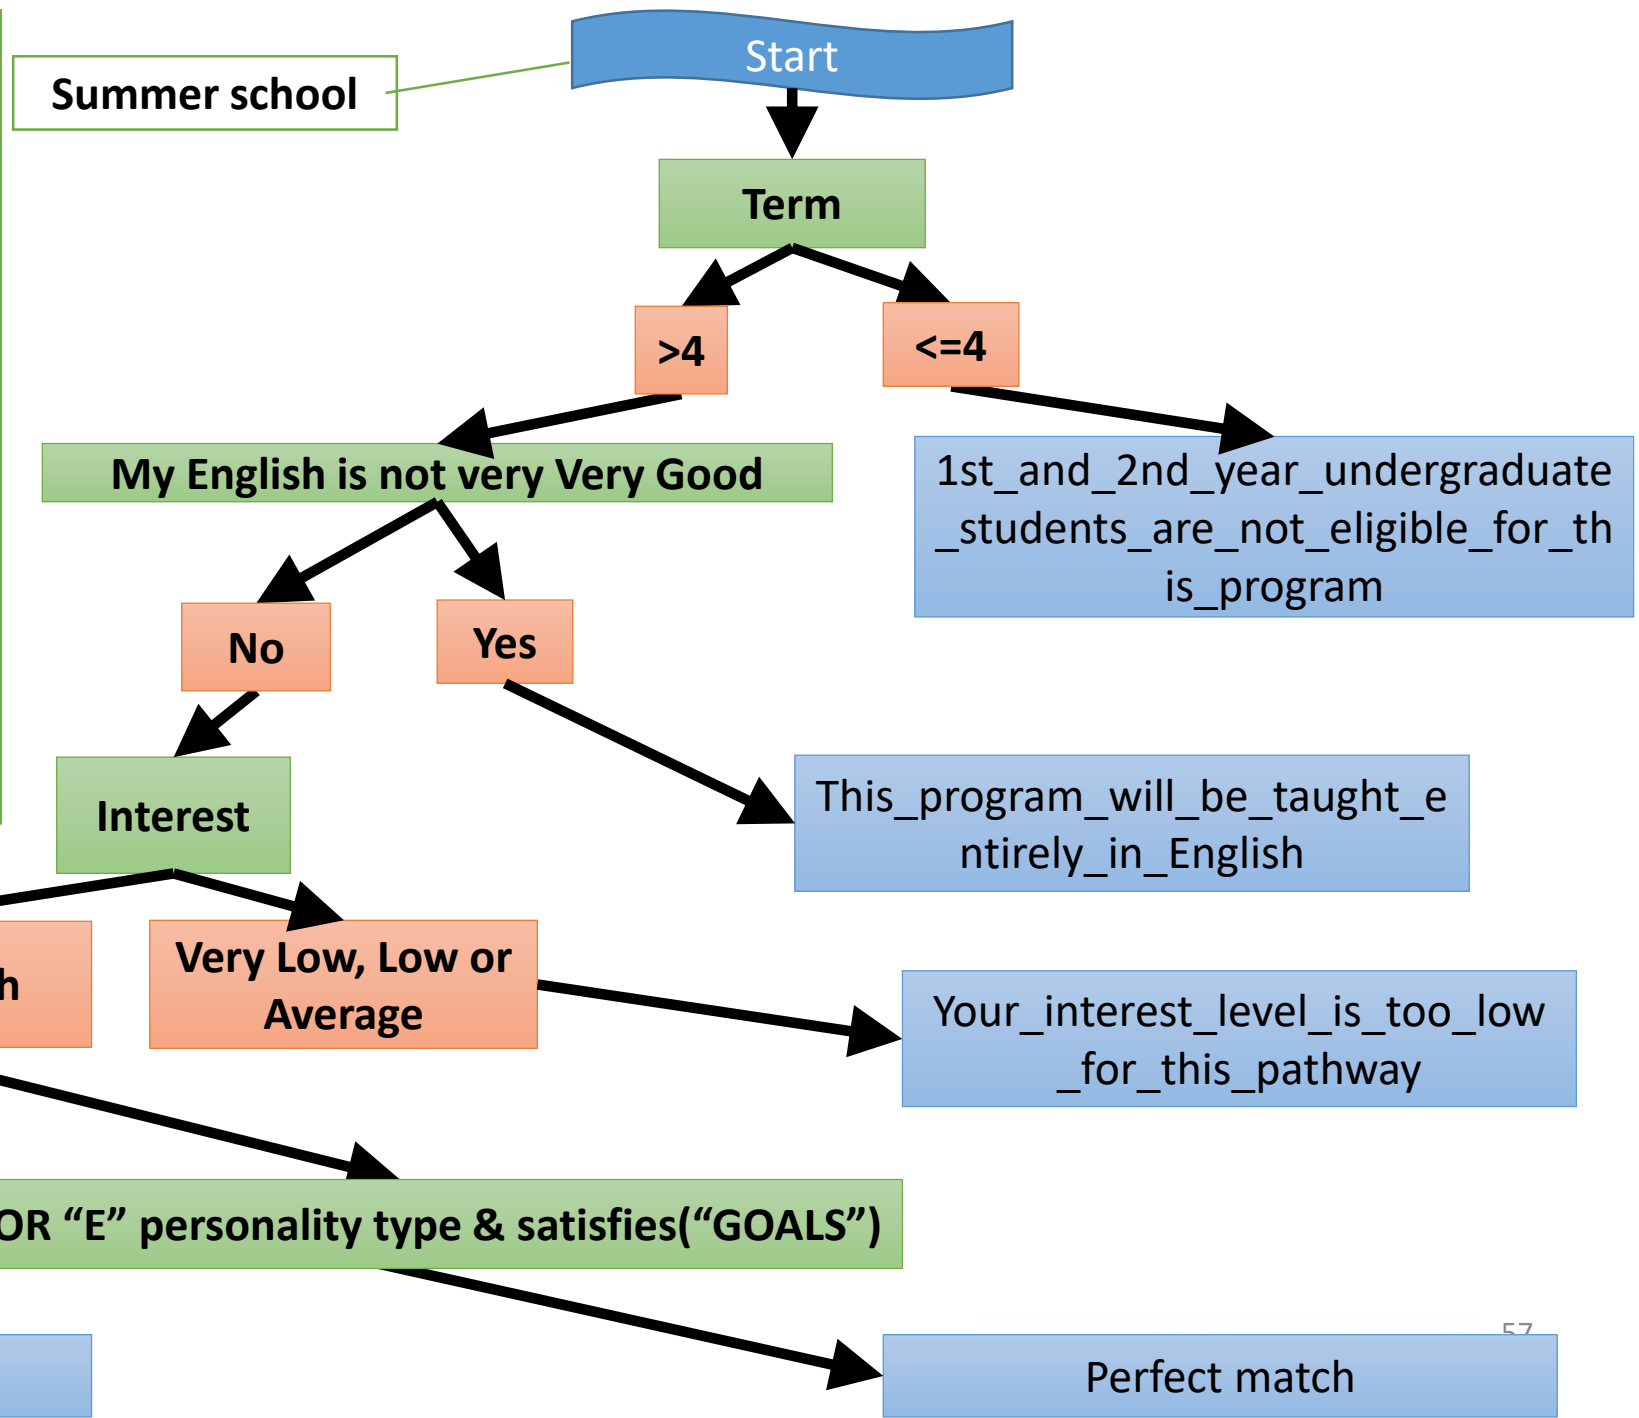 Start
Summer school
Term
>4
<=4
My English is not very Very Good
1st_and_2nd_year_undergraduate
_students_are_not_eligible_for_th
is_program
No
Yes
Interest
This_program_will_be_taught_e
ntirely_in_English
h
Very Low, Low or
Average
Your_interest_level_is_too_low
_for_this_pathway
OR “E” personality type & satisfies(“GOALS”)
57
Perfect match